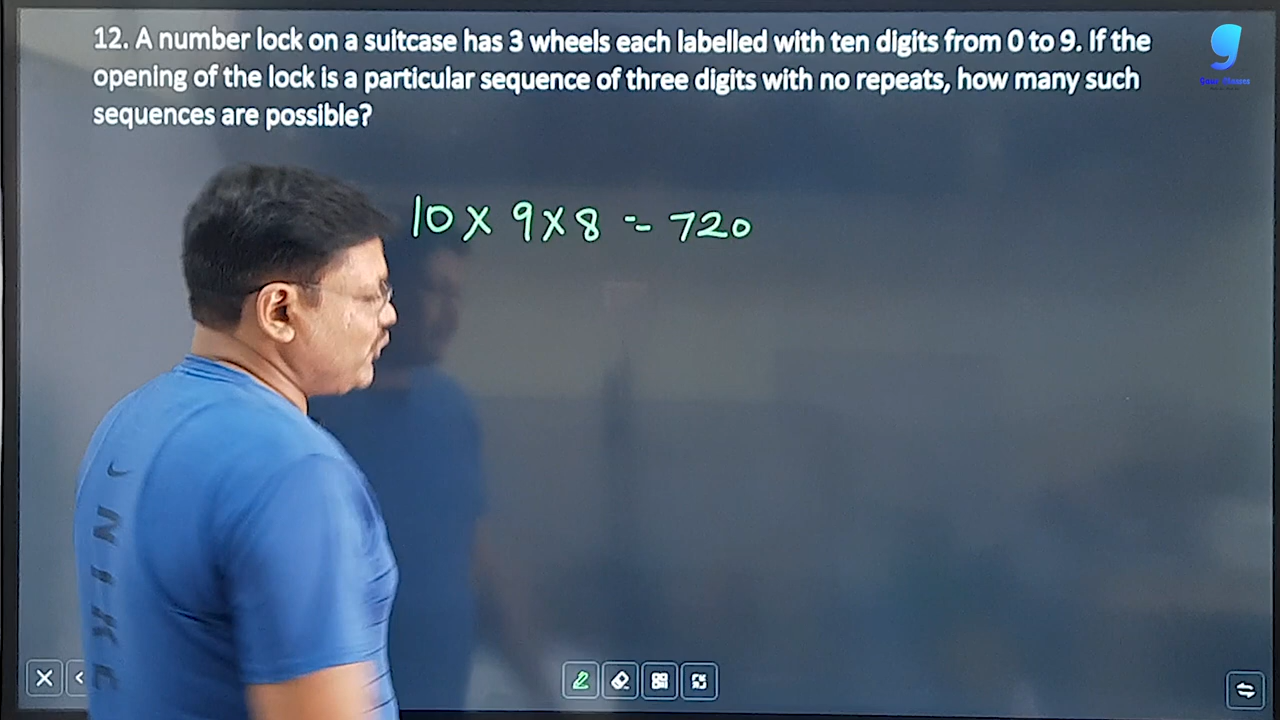 12. A number lock on a suitcase has 3 wheels each labelled with ten digits from 0 to 9. If the
opening of the lock is a particular sequence of three digits with no repeats, how many such
sequences are possible?
10 X 9 X 8 = 720
NIKE